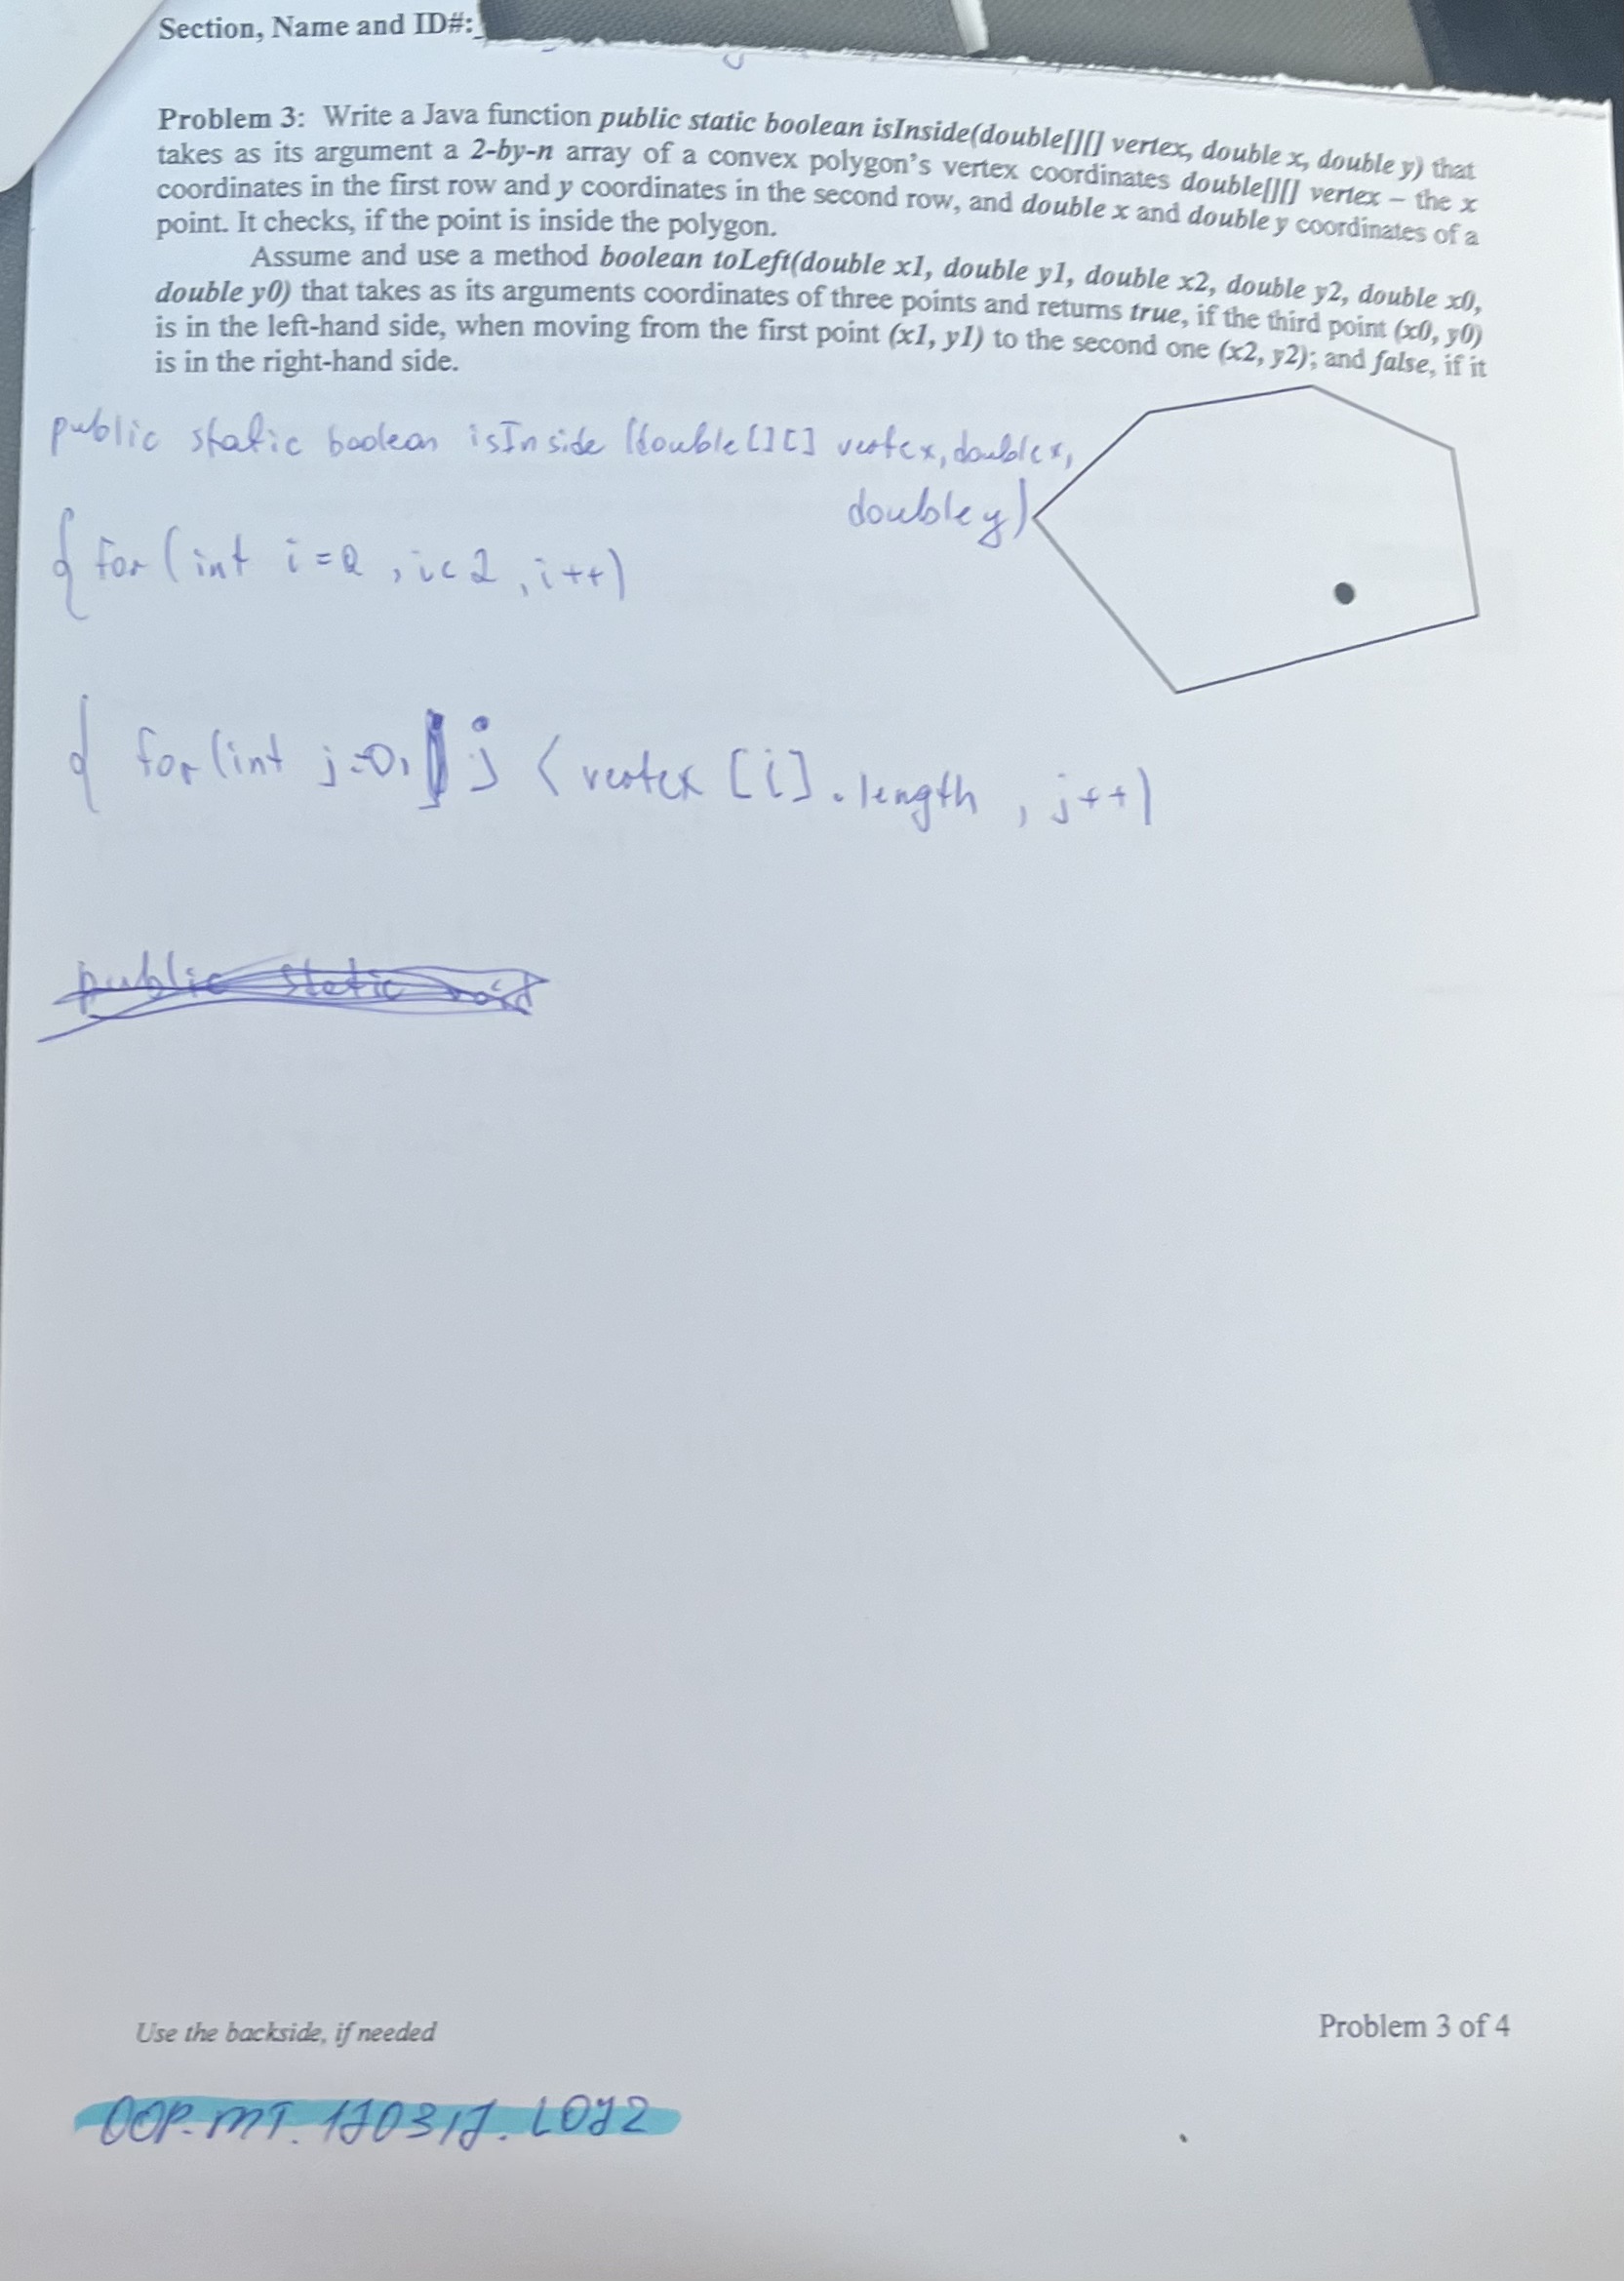 Section, Name and ID#:
Problem 3: Write a Java function public static boolean isInside(double[][] vertex, double x, double y) that
takes as its argument a 2-by-n array of a convex polygon's vertex coordinates double[][] vertex – the x
coordinates in the first row and y coordinates in the second row, and double x and double y coordinates of a
point. It checks, if the point is inside the polygon.
Assume and use a method boolean toLeft(double x1, double y1, double x2, double y2, double x0,
double y0) that takes as its arguments coordinates of three points and returns true, if the third point (x0, y0)
is in the left-hand side, when moving from the first point (x1, y1) to the second one (x2, y2); and false, if it
is in the right-hand side.
public static boolean isInside (double[][] vertex, double x,
double y)
{ for (int i = 0 , i < 2 , i++)
{ for (int j = 0, j < vertex [i] . length , j++)
public static void
Use the backside, if needed
Problem 3 of 4
OOP. MT.